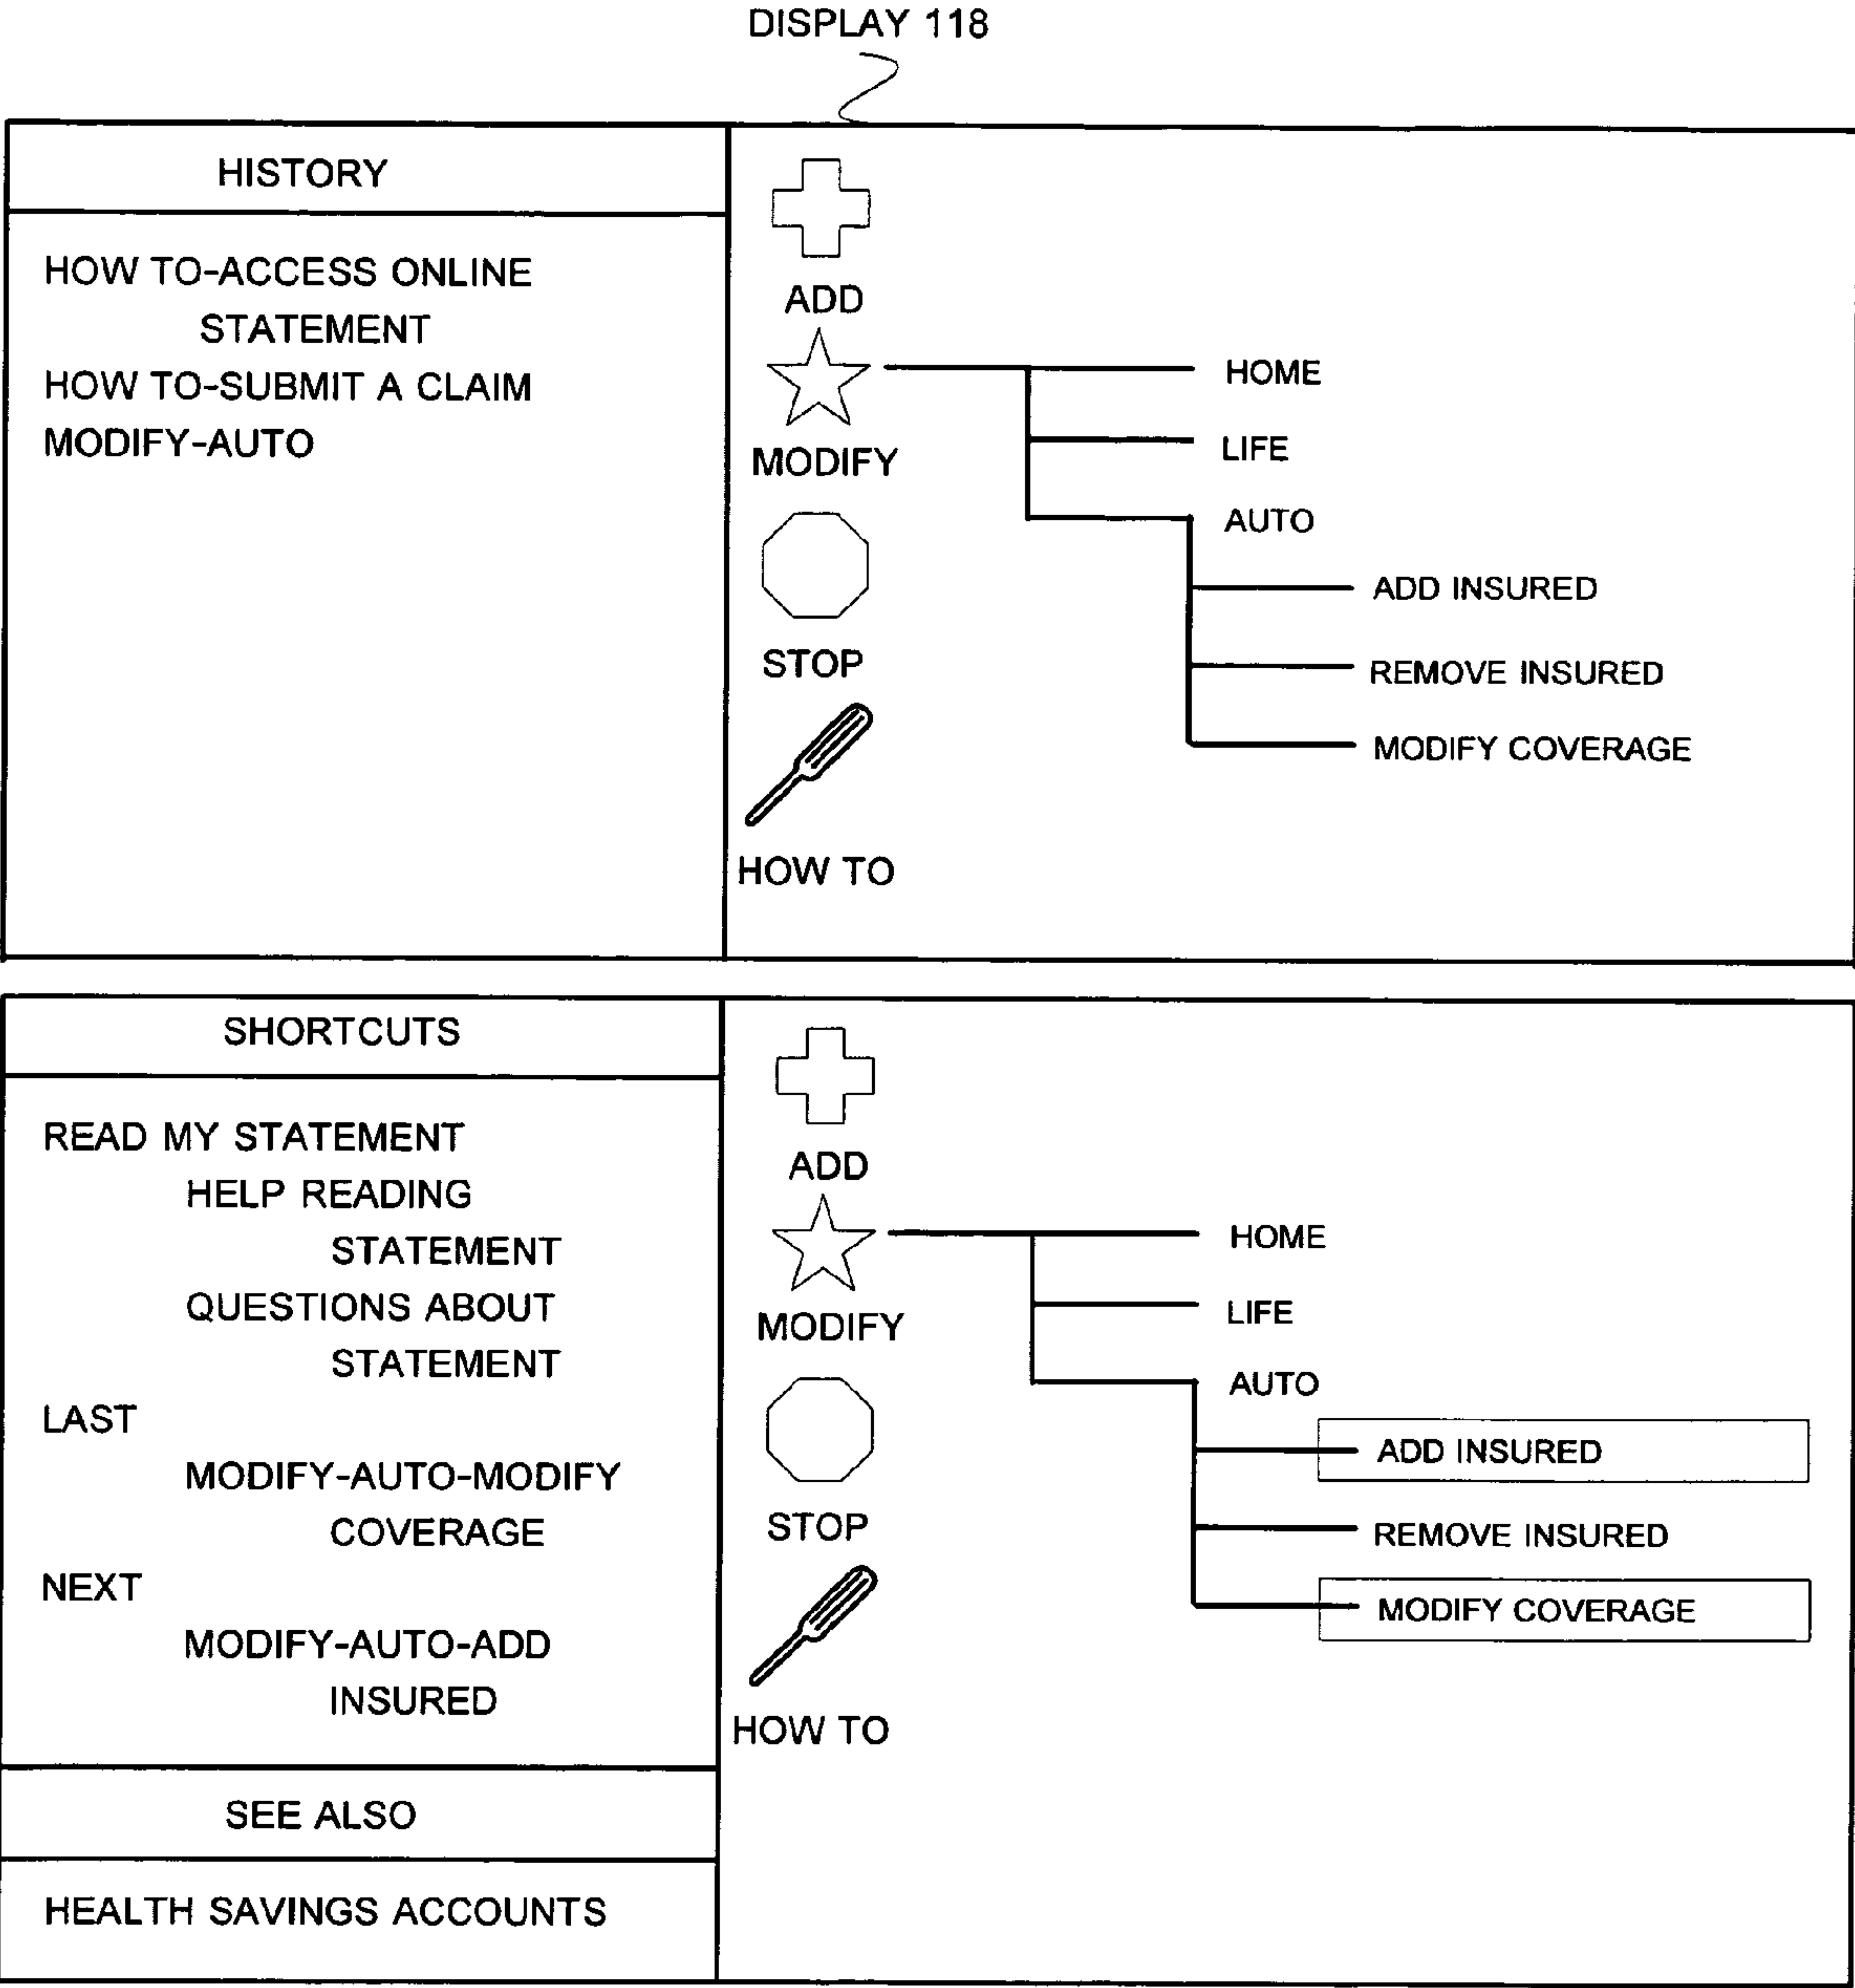 DISPLAY 118
HISTORY
HOW TO-ACCESS ONLINE
STATEMENT
HOW TO-SUBMIT A CLAIM
MODIFY-AUTO
ADD
MODIFY
STOP
HOW TO
HOME
LIFE
AUTO
ADD INSURED
REMOVE INSURED
MODIFY COVERAGE
SHORTCUTS
READ MY STATEMENT
HELP READING
STATEMENT
QUESTIONS ABOUT
STATEMENT
LAST
MODIFY-AUTO-MODIFY
COVERAGE
NEXT
MODIFY-AUTO-ADD
INSURED
SEE ALSO
HEALTH SAVINGS ACCOUNTS
ADD
MODIFY
STOP
HOW TO
HOME
LIFE
AUTO
ADD INSURED
REMOVE INSURED
MODIFY COVERAGE